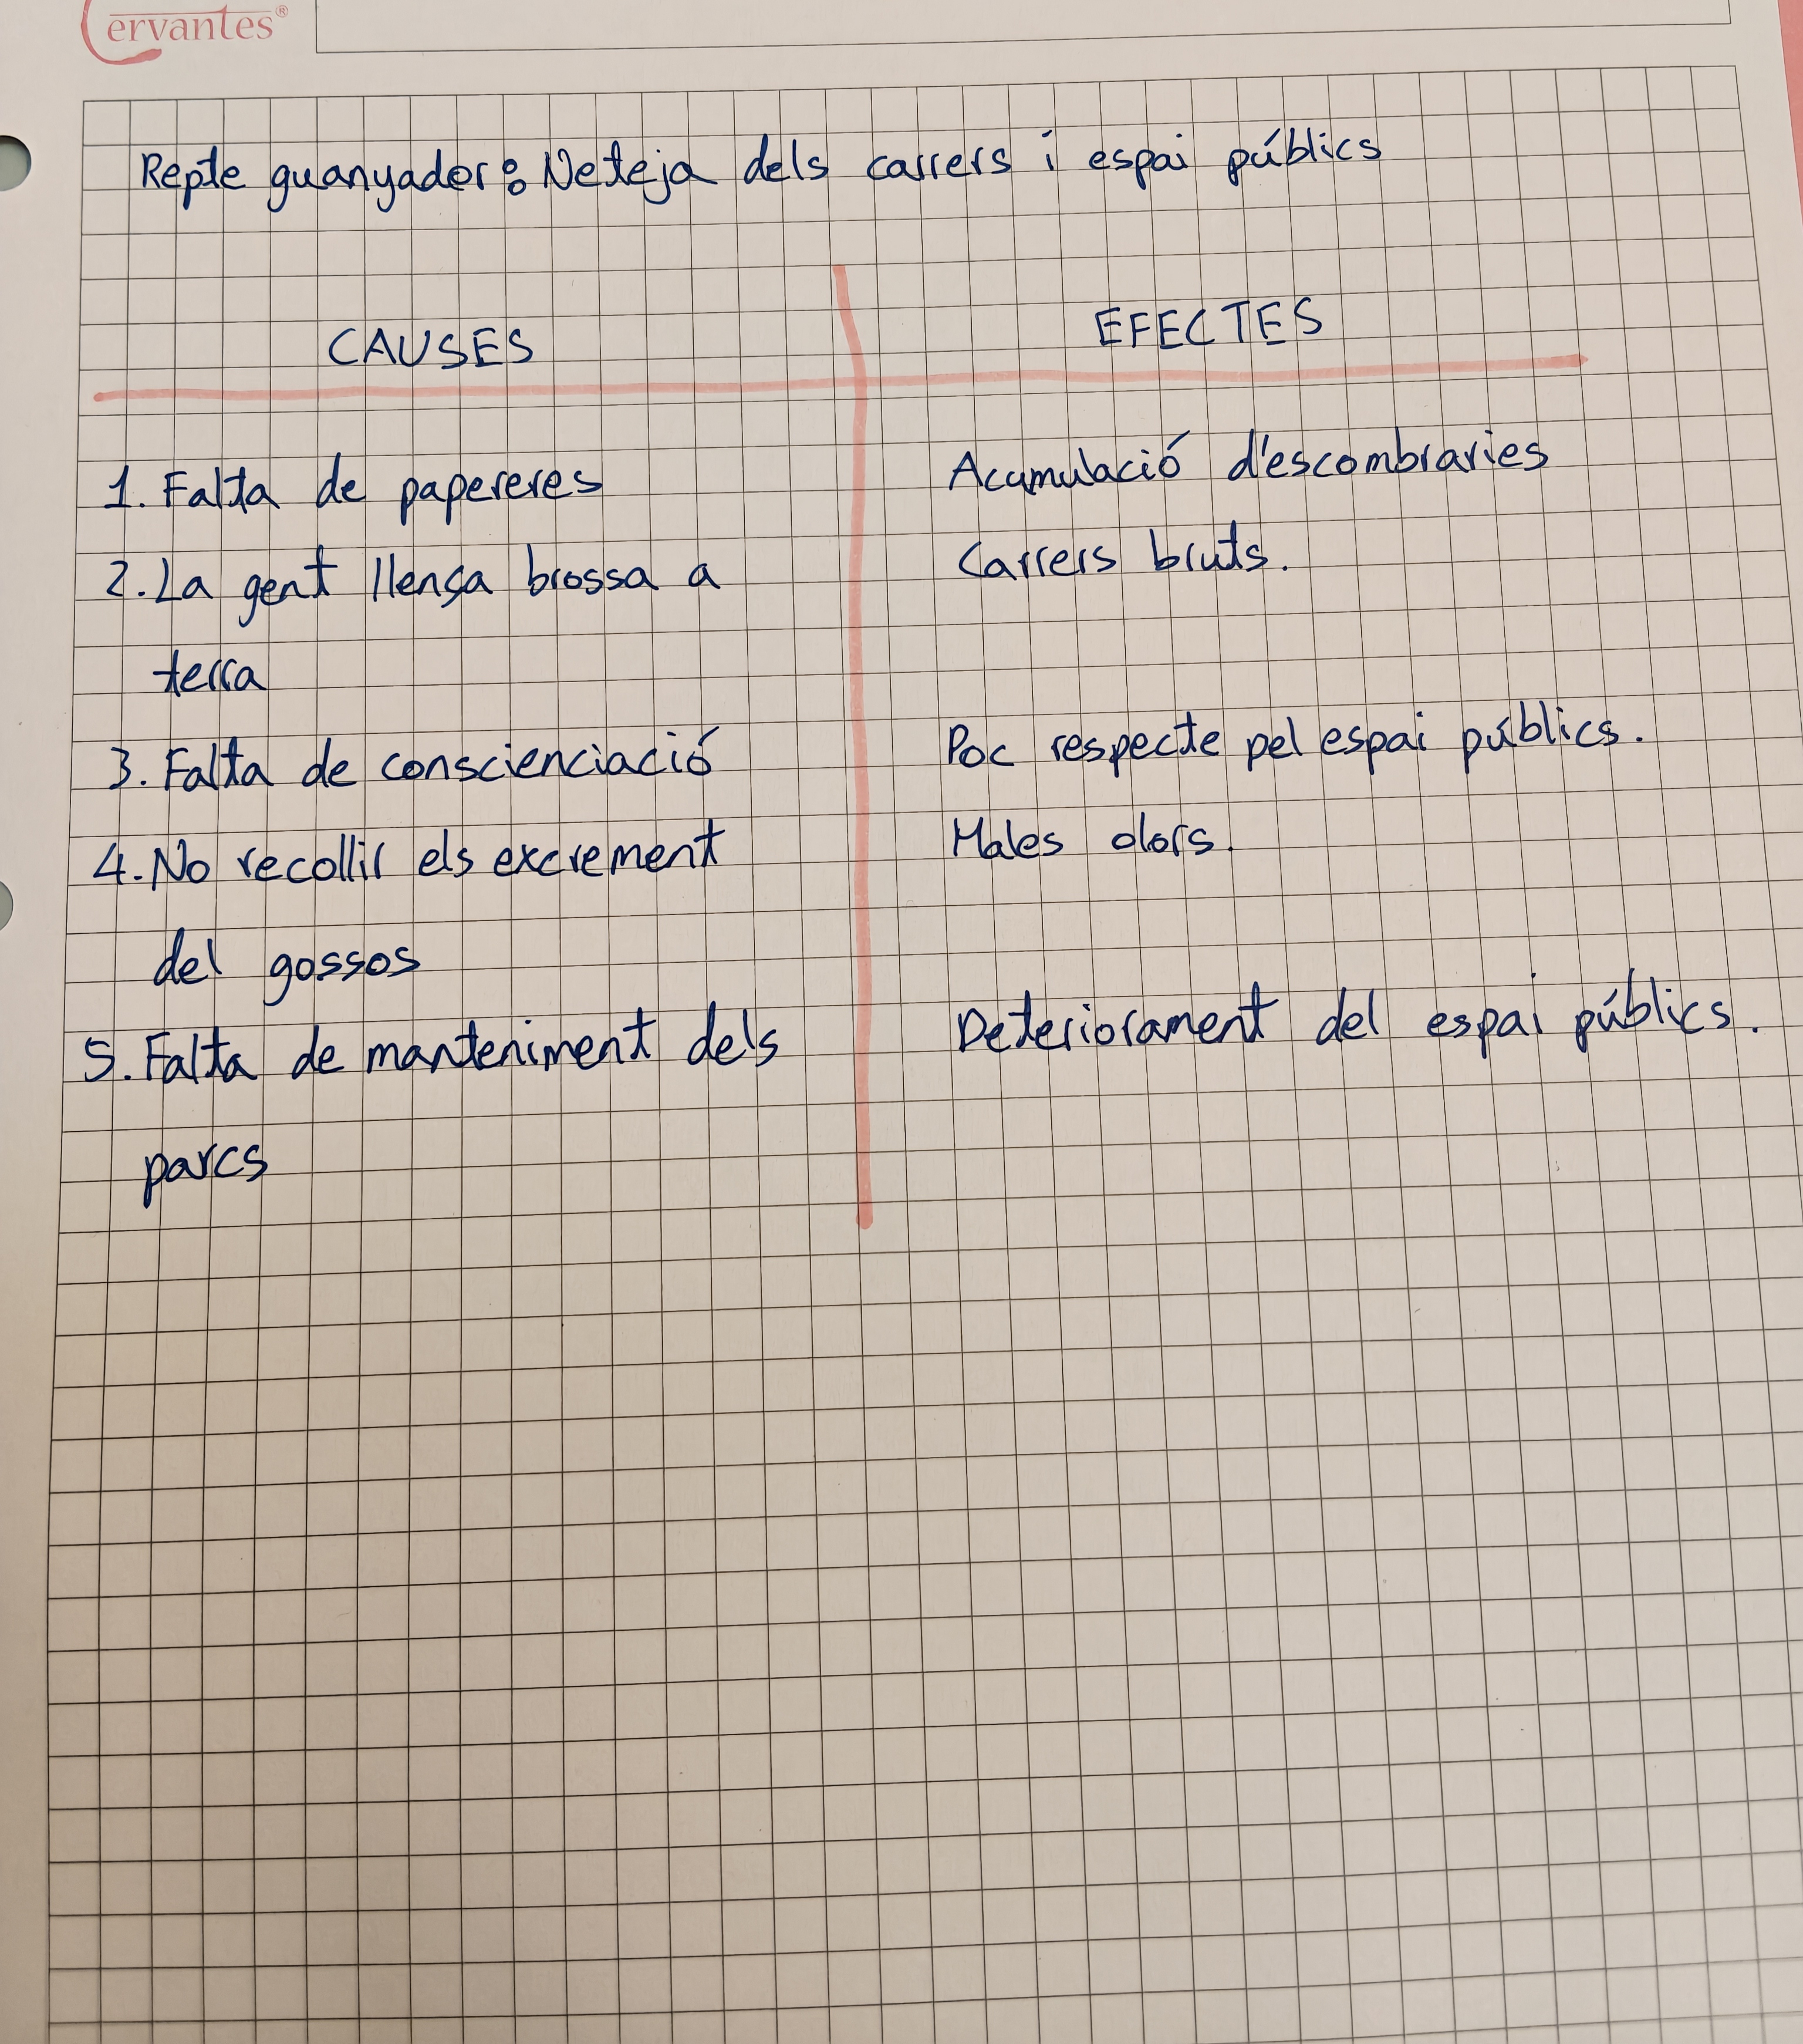 Cervantes®
Repte guanyador: Neteja dels carrers i espai públics
CAUSES
EFECTES
1. Falta de papereres
Acumulació d'escombraries
2. La gent llença brossa a
Carrers bruts.
terra
3. Falta de conscienciació
Poc respecte pel espai públics.
4. No recollir els excrement
Males olors.
del gossos
5. Falta de manteniment dels
Deteriorament del espai públics.
parcs